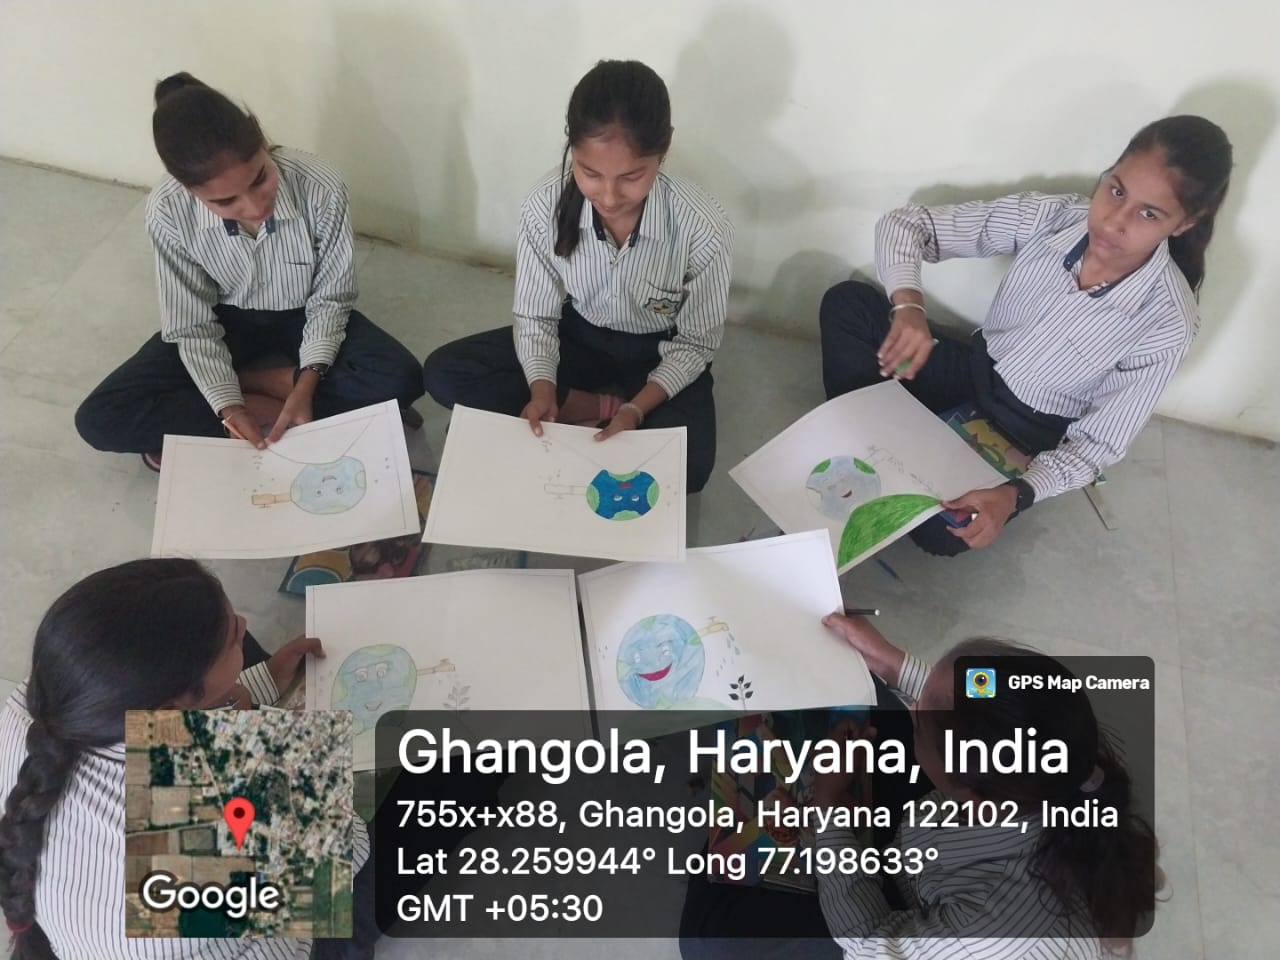 GPS Map Camera
Ghangola, Haryana, India
755x+x88, Ghangola, Haryana 122102, India
Lat 28.259944° Long 77.198633°
GMT +05:30
Google